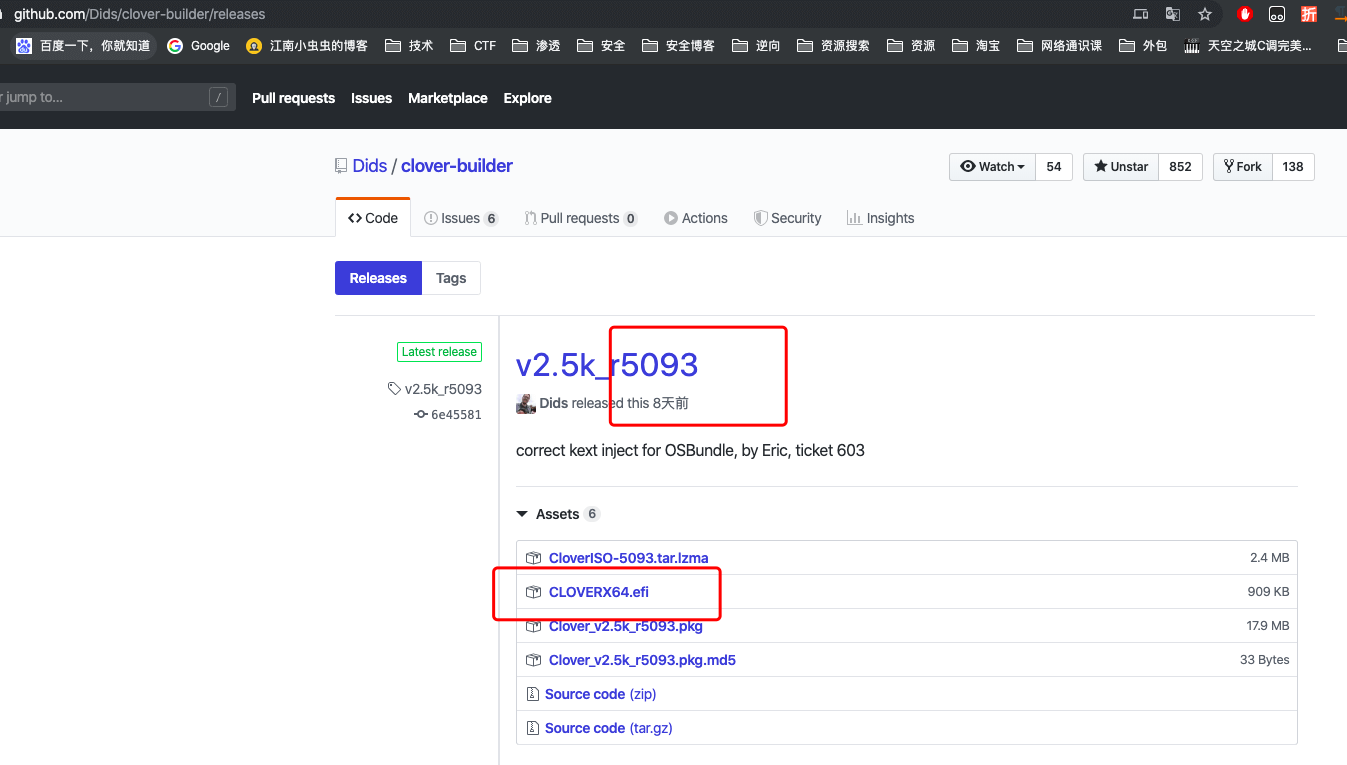 github.com/Dids/clover-builder/releases
百度一下，你就知道 Google 江南小虫虫的博客 技术 CTF 渗透 安全 安全博客 逆向 资源搜索 资源 淘宝 网络通识课 外包 天空之城C调完美...
r jump to... / Pull requests Issues Marketplace Explore
Dids / clover-builder Watch 54 Unstar 852 Fork 138
Code Issues 6 Pull requests 0 Actions Security Insights
Releases Tags
Latest release
v2.5k_r5093
6e45581
v2.5k_r5093
Dids released this 8天前
correct kext inject for OSBundle, by Eric, ticket 603
Assets 6
CloverISO-5093.tar.lzma 2.4 MB
CLOVERX64.efi 909 KB
Clover_v2.5k_r5093.pkg 17.9 MB
Clover_v2.5k_r5093.pkg.md5 33 Bytes
Source code (zip)
Source code (tar.gz)